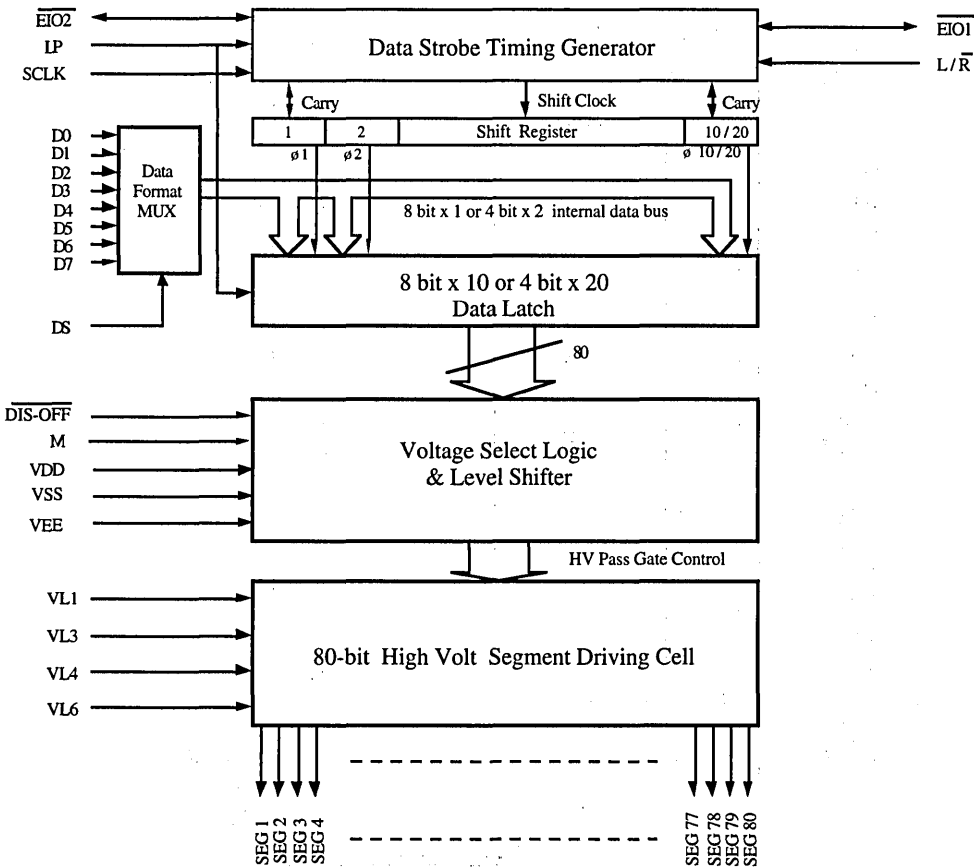 EIO2
LP
SCLK
Data Strobe Timing Generator
EIO1
L/R
Carry
Shift Clock
Carry
1
2
Shift Register
10/20
ø1
ø2
ø 10/20
D0
D1
D2
D3
D4
D5
D6
D7
Data
Format
MUX
8 bit x 1 or 4 bit x 2 internal data bus
DS
8 bit x 10 or 4 bit x 20
Data Latch
80
DIS-OFF
M
VDD
VSS
VEE
Voltage Select Logic
& Level Shifter
HV Pass Gate Control
VL1
VL3
VL4
VL6
80-bit High Volt Segment Driving Cell
SEG 1
SEG 2
SEG 3
SEG 4
SEG 77
SEG 78
SEG 79
SEG 80